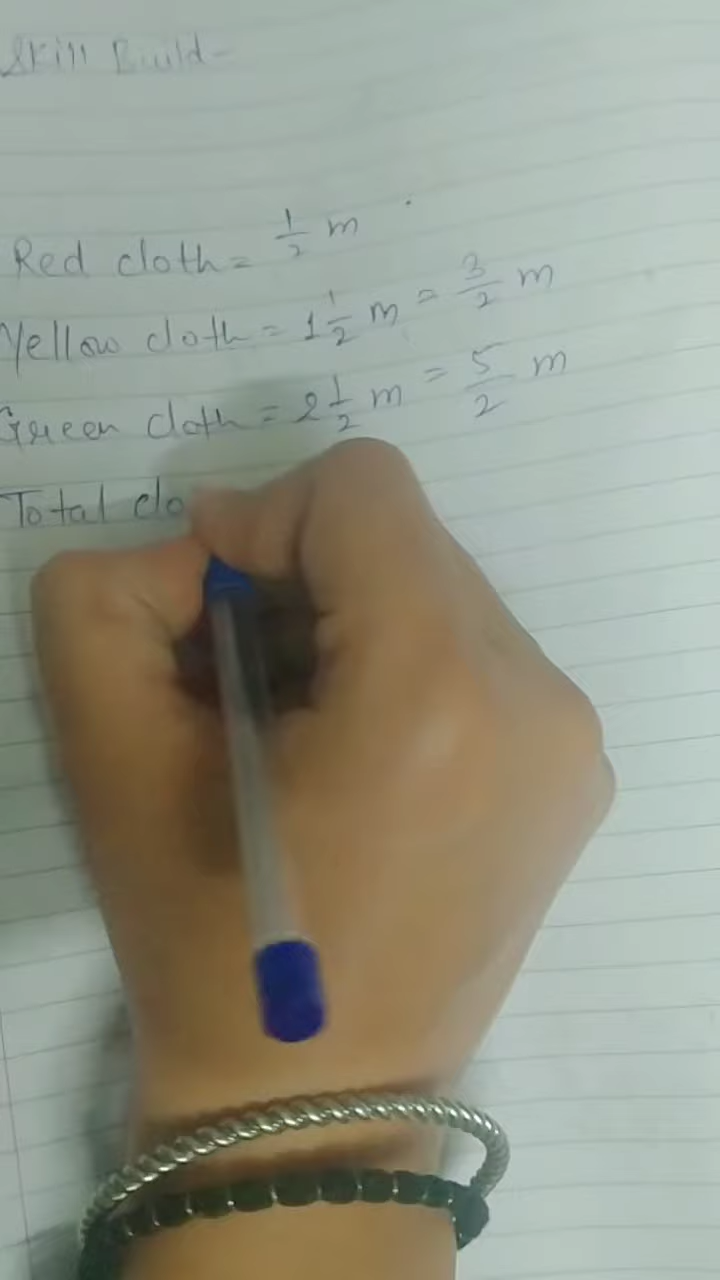 Skill Build-
Red cloth = 1/2 m
Yellow cloth = 1 1/2 m = 3/2 m
Green cloth = 2 1/2 m = 5/2 m
Total clo